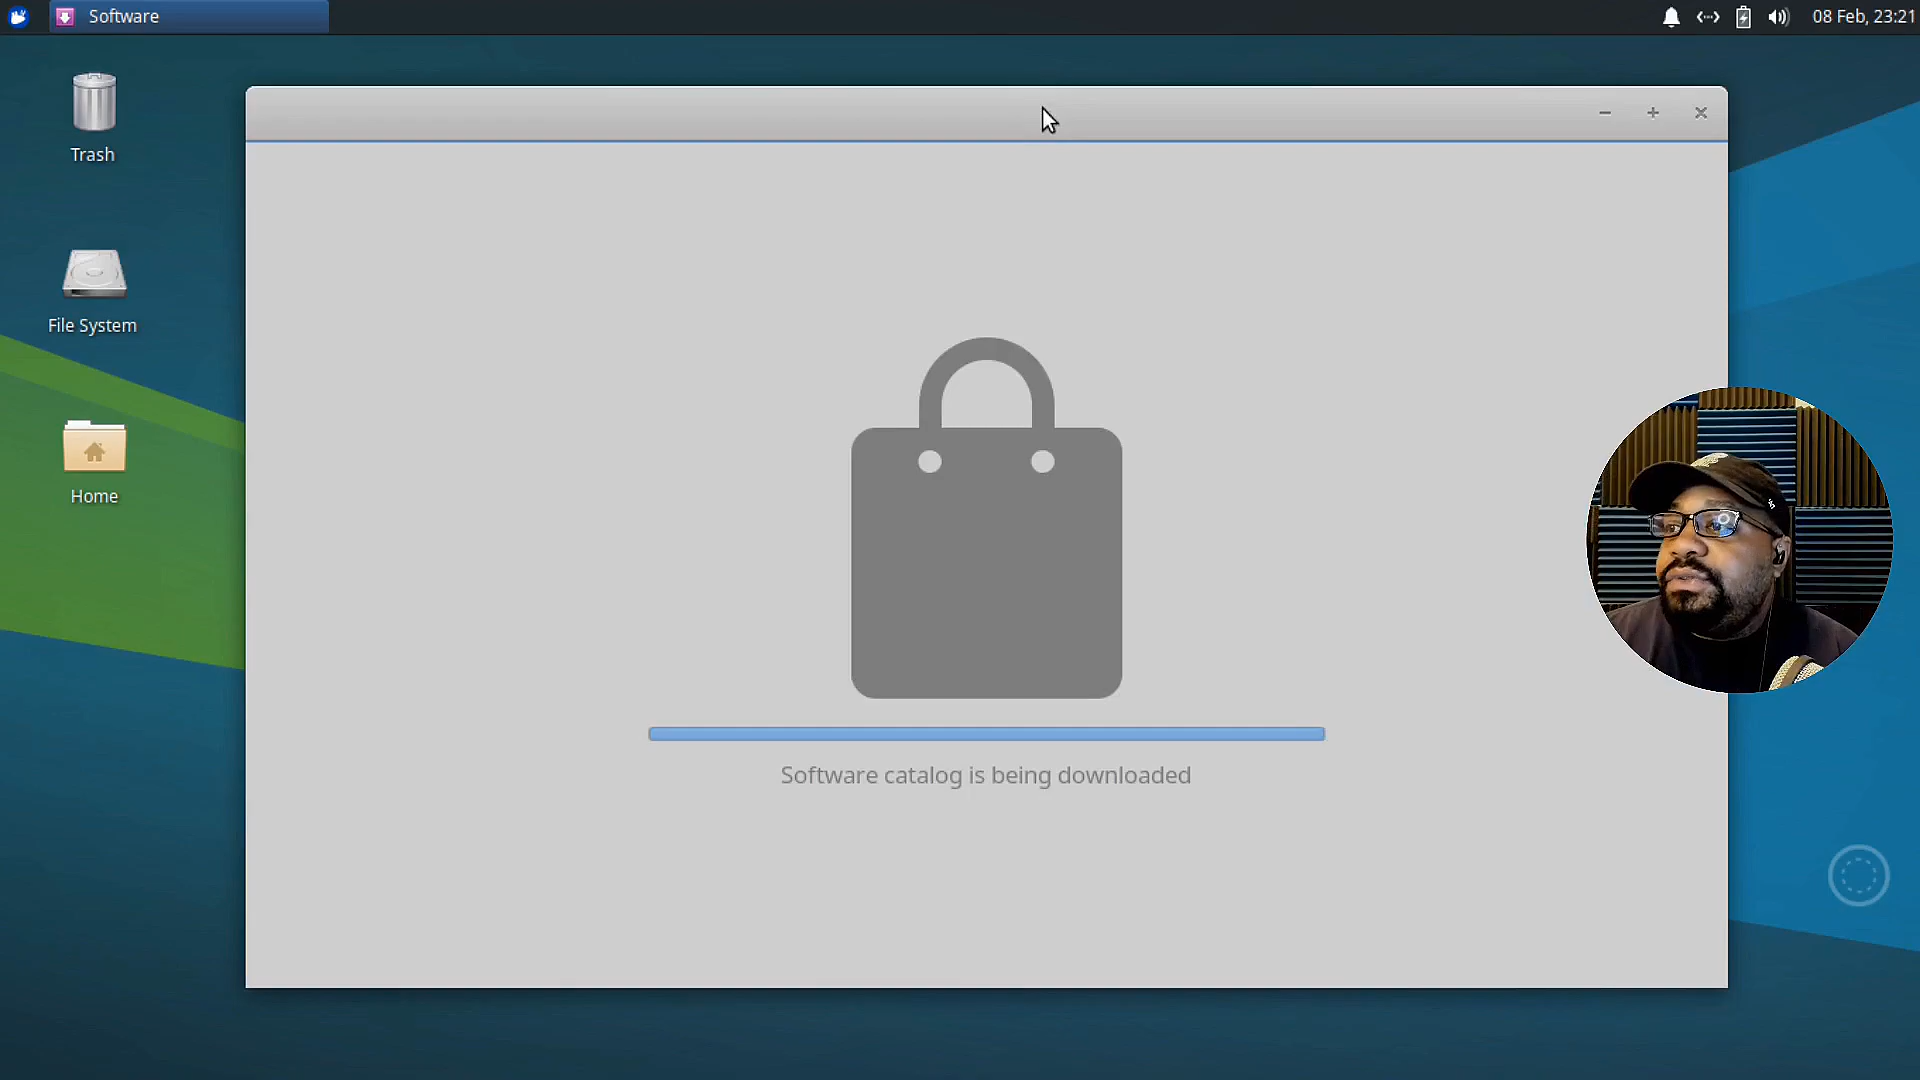 Software
08 Feb, 23:21
Trash
File System
Home
Software catalog is being downloaded